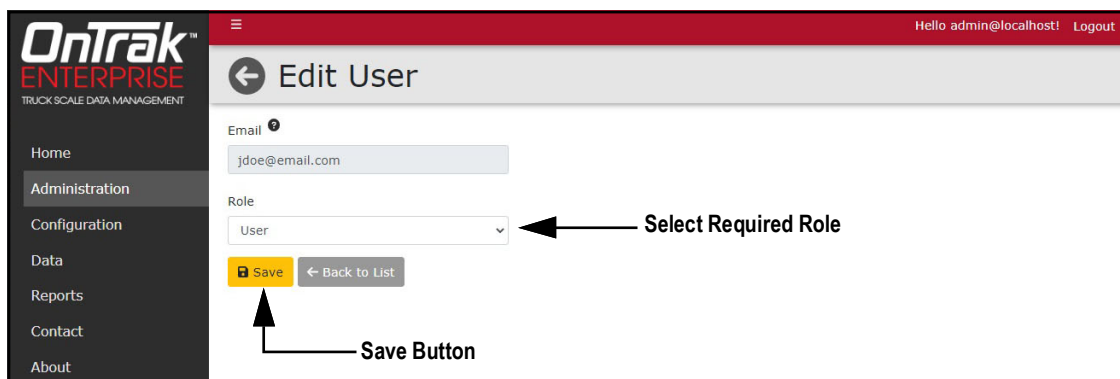 OnTrak™
ENTERPRISE
TRUCK SCALE DATA MANAGEMENT
Home
Administration
Configuration
Data
Reports
Contact
About
Hello admin@localhost! Logout
Edit User
Email
jdoe@email.com
Role
User
Select Required Role
Save
← Back to List
Save Button